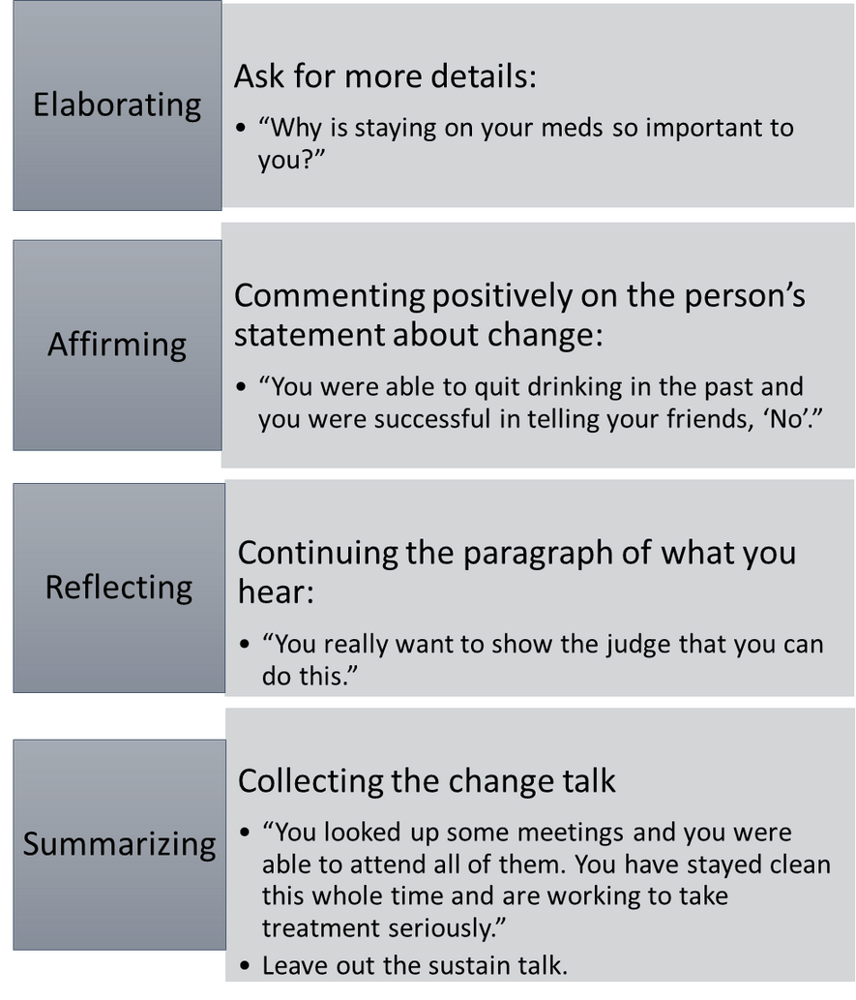 Elaborating
Ask for more details:
• “Why is staying on your meds so important to
you?”
Affirming
Commenting positively on the person’s
statement about change:
• “You were able to quit drinking in the past and
you were successful in telling your friends, ‘No’.”
Reflecting
Continuing the paragraph of what you
hear:
• “You really want to show the judge that you can
do this.”
Summarizing
Collecting the change talk
• “You looked up some meetings and you were
able to attend all of them. You have stayed clean
this whole time and are working to take
treatment seriously.”
• Leave out the sustain talk.